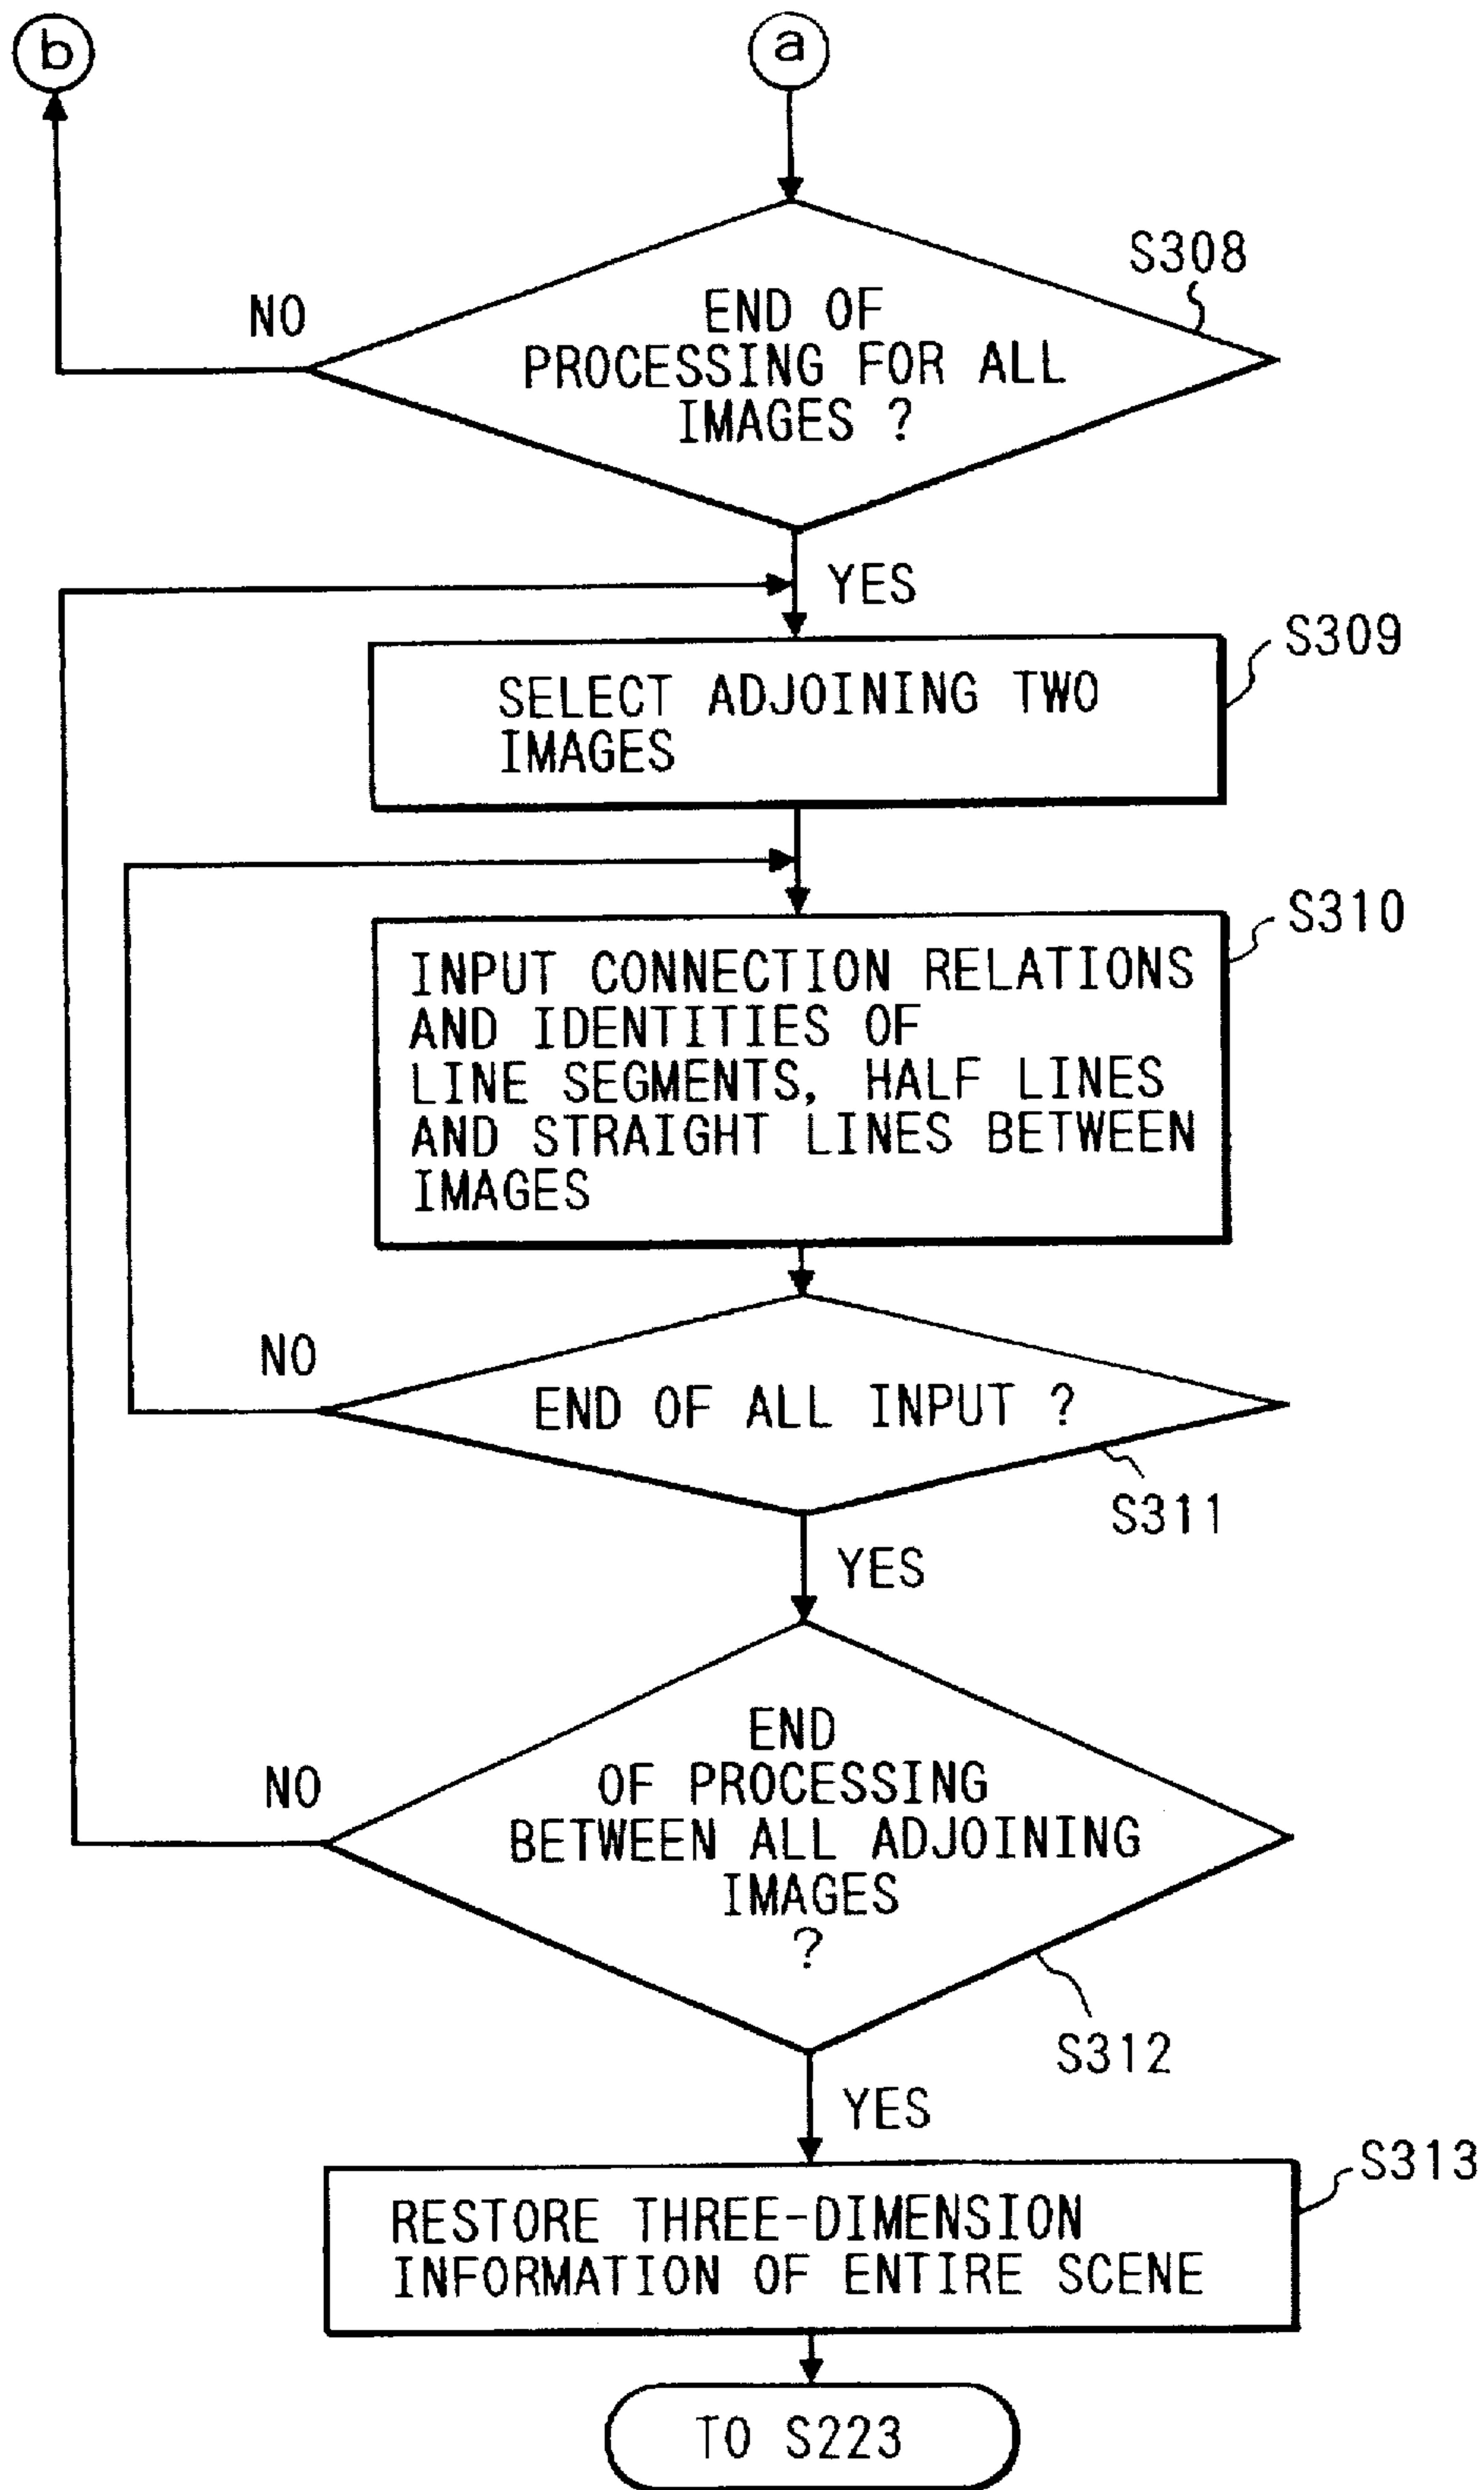 b
a
S308
NO
END OF
PROCESSING FOR ALL
IMAGES ?
YES
S309
SELECT ADJOINING TWO
IMAGES
S310
INPUT CONNECTION RELATIONS
AND IDENTITIES OF
LINE SEGMENTS, HALF LINES
AND STRAIGHT LINES BETWEEN
IMAGES
NO
END OF ALL INPUT ?
S311
YES
NO
END
OF PROCESSING
BETWEEN ALL ADJOINING
IMAGES
?
S312
YES
S313
RESTORE THREE-DIMENSION
INFORMATION OF ENTIRE SCENE
TO S223